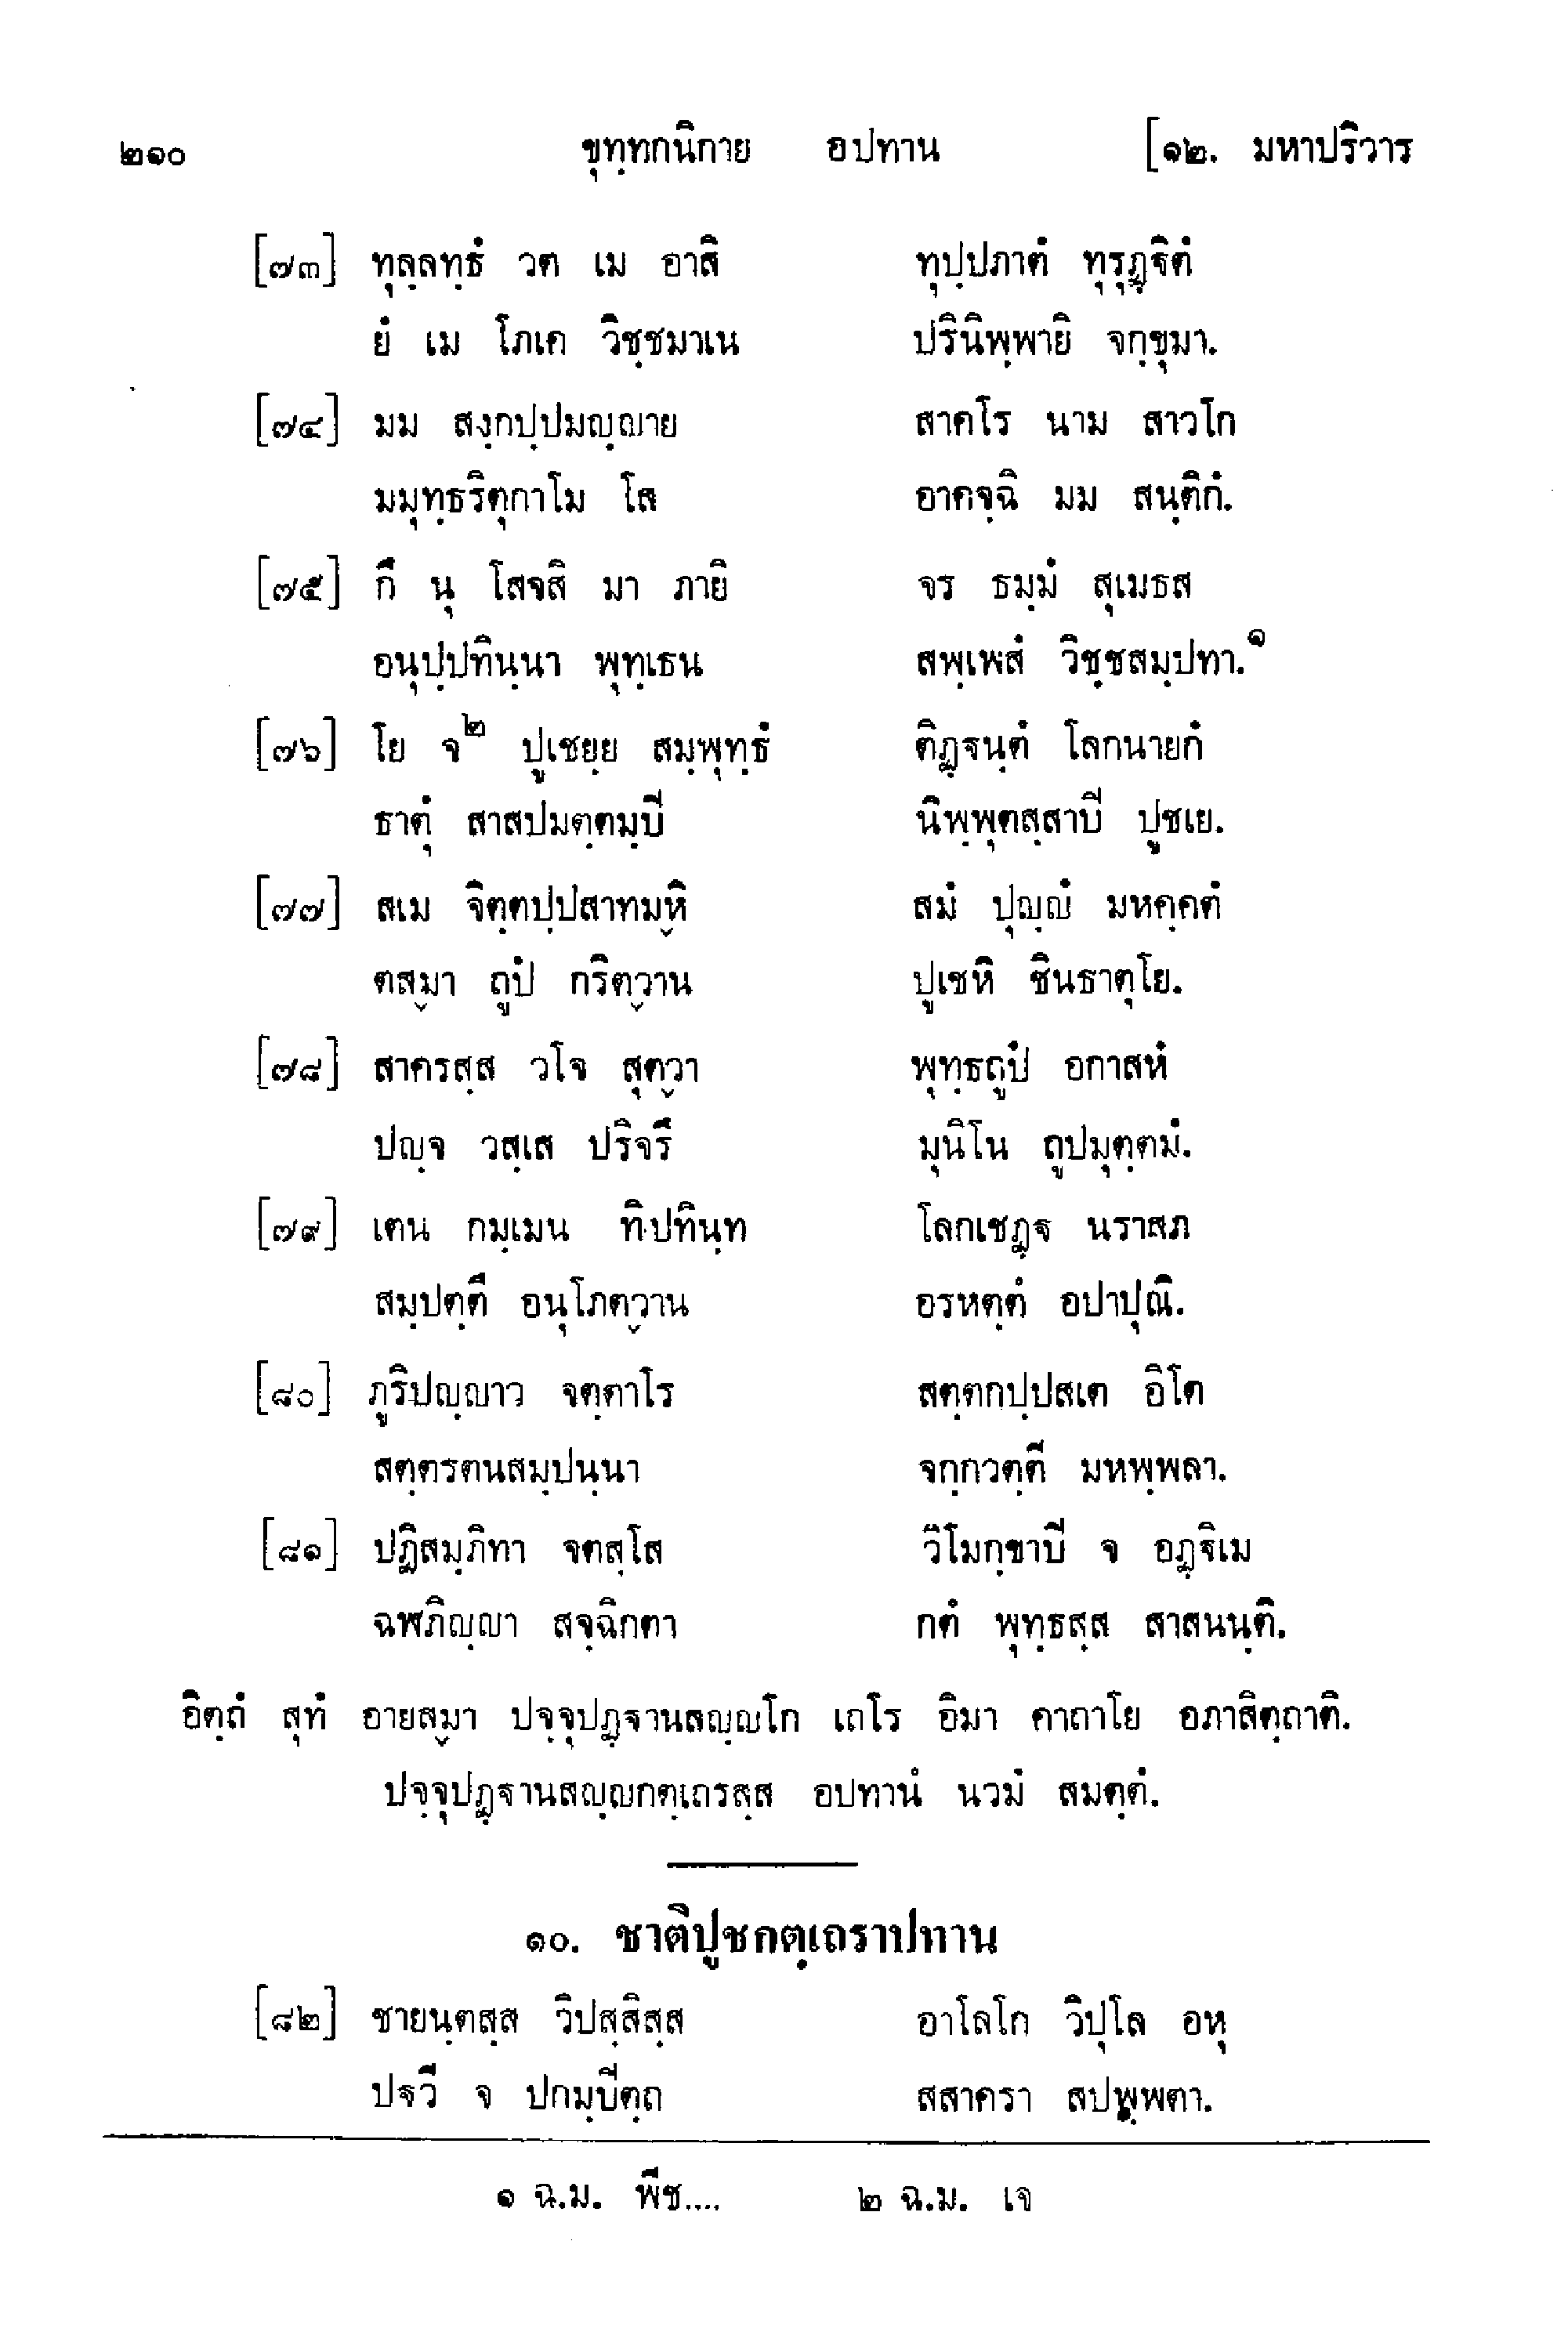 ๒๑๐ ขุทฺทกนิกาย อปทาน [๑๒. มหาปริวาร
[๗๓] ทุลฺลทฺธํ วต เม อาสิ ทุปฺปภาตํ ทุรุฏฺฐิตํ
ยํ เม โภเค วิชฺชมาเน ปรินิพฺพายิ จกฺขุมา.
[๗๔] มม สงฺกปฺปมญฺญาย สาคโร นาม สาวโก
มมุทฺธริตุกาโม โส อาคจฺฉิ มม สนฺติกํ.
[๗๕] กึ นุ โสจสิ มา ภายิ จร ธมฺมํ สุเมธส
อนุปฺปทินฺนา พุทฺเธน สพฺเพสํ วิชฺชสมฺปทา.๑
[๗๖] โย จ๒ ปูเชยฺย สมฺพุทฺธํ ติฏฺฐนฺตํ โลกนายกํ
ธาตุํ สาสปมตฺตมฺปิ นิพฺพุตสฺสาปิ ปูชเย.
[๗๗] สเม จิตฺตปฺปสาทมฺหิ สมํ ปุญฺญํ มหคฺคตํ
ตสฺมา ถูปํ กริตฺวาน ปูเชหิ ชินธาตุโย.
[๗๘] สาครสฺส วโจ สุตฺวา พุทฺธถูปํ อกาสหํ
ปญฺจ วสฺเส ปริจรึ มุนิโน ถูปมุตฺตมํ.
[๗๙] เตน กมฺเมน ทิปทินฺท โลกเชฏฺฐ นราสภ
สมฺปตฺตึ อนุโภตฺวาน อรหตฺตํ อปาปุณึ.
[๘๐] ภูริปญฺญาว จตฺตาโร สตฺตกปฺปสเต อิโต
สตฺตรตนสมฺปนฺนา จกฺกวตฺตี มหพฺพลา.
[๘๑] ปฏิสมฺภิทา จตสฺโส วิโมกฺขาปิ จ อฏฺฐิเม
ฉฬภิญฺญา สจฺฉิกตา กตํ พุทฺธสฺส สาสนนฺติ.
อิตฺถํ สุทํ อายสฺมา ปจฺจุปฏฺฐานสญฺญโก เถโร อิมา คาถาโย อภาสิตฺถาติ.
ปจฺจุปฏฺฐานสญฺญกตฺเถรสฺส อปทานํ นวมํ สมตฺตํ.
๑๐. ชาติปูชกตฺเถราปทาน
[๘๒] ชายนฺตสฺส วิปสฺสิสฺส อาโลโก วิปุโล อหุ
ปฐวี จ ปกมฺปิตฺถ สสาครา สปพฺพตา.
๑ ฉ.ม. พีช.... ๒ ฉ.ม. เจ